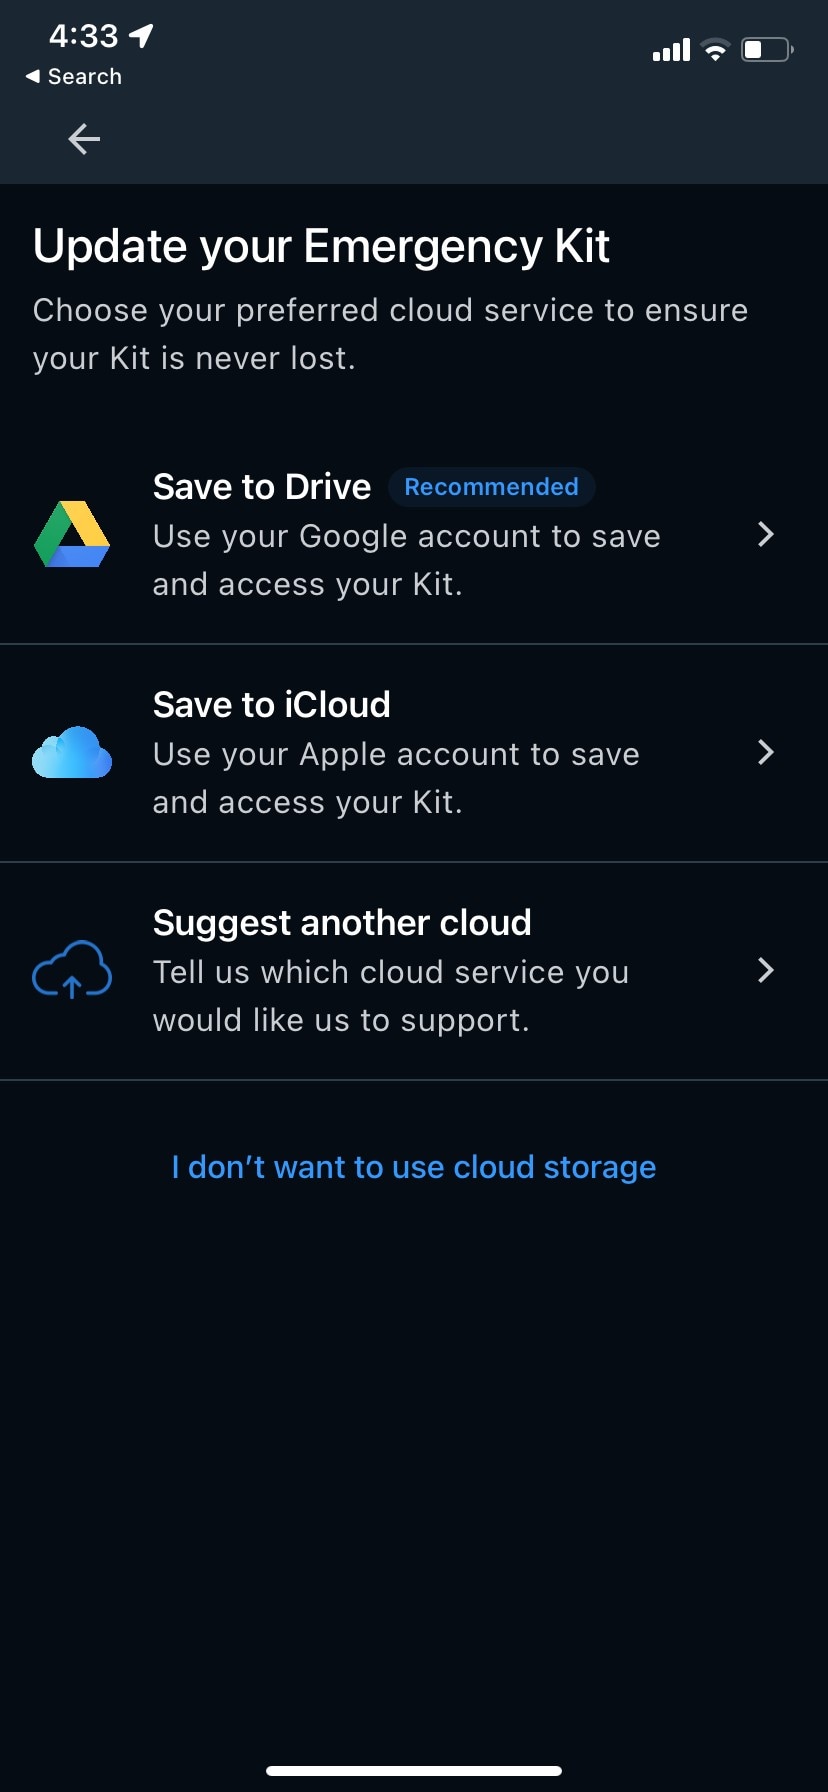 4:33
Search
Update your Emergency Kit
Choose your preferred cloud service to ensure
your Kit is never lost.
Save to Drive Recommended
Use your Google account to save
and access your Kit.
Save to iCloud
Use your Apple account to save
and access your Kit.
Suggest another cloud
Tell us which cloud service you
would like us to support.
I don’t want to use cloud storage